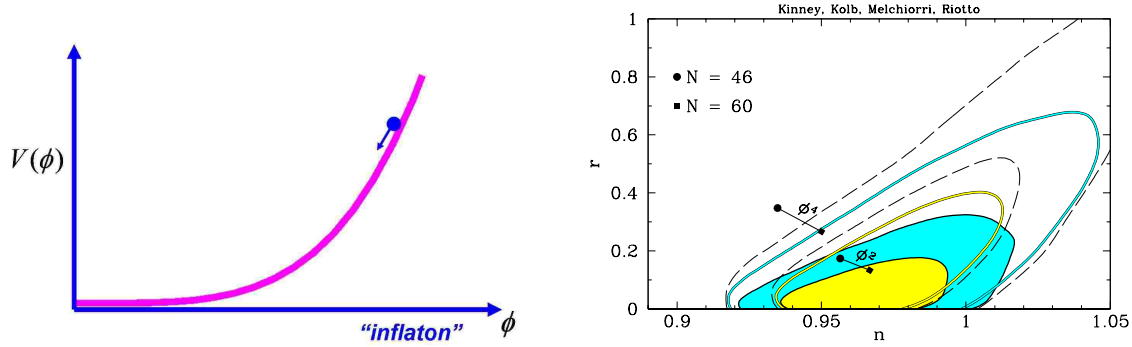 V(ϕ)
"inflaton"
ϕ
Kinney, Kolb, Melchiorri, Riotto
1
0.8
0.6
0.4
0.2
0
r
N = 46
N = 60
ϕ4
ϕ2
0.9
0.95
1
1.05
n